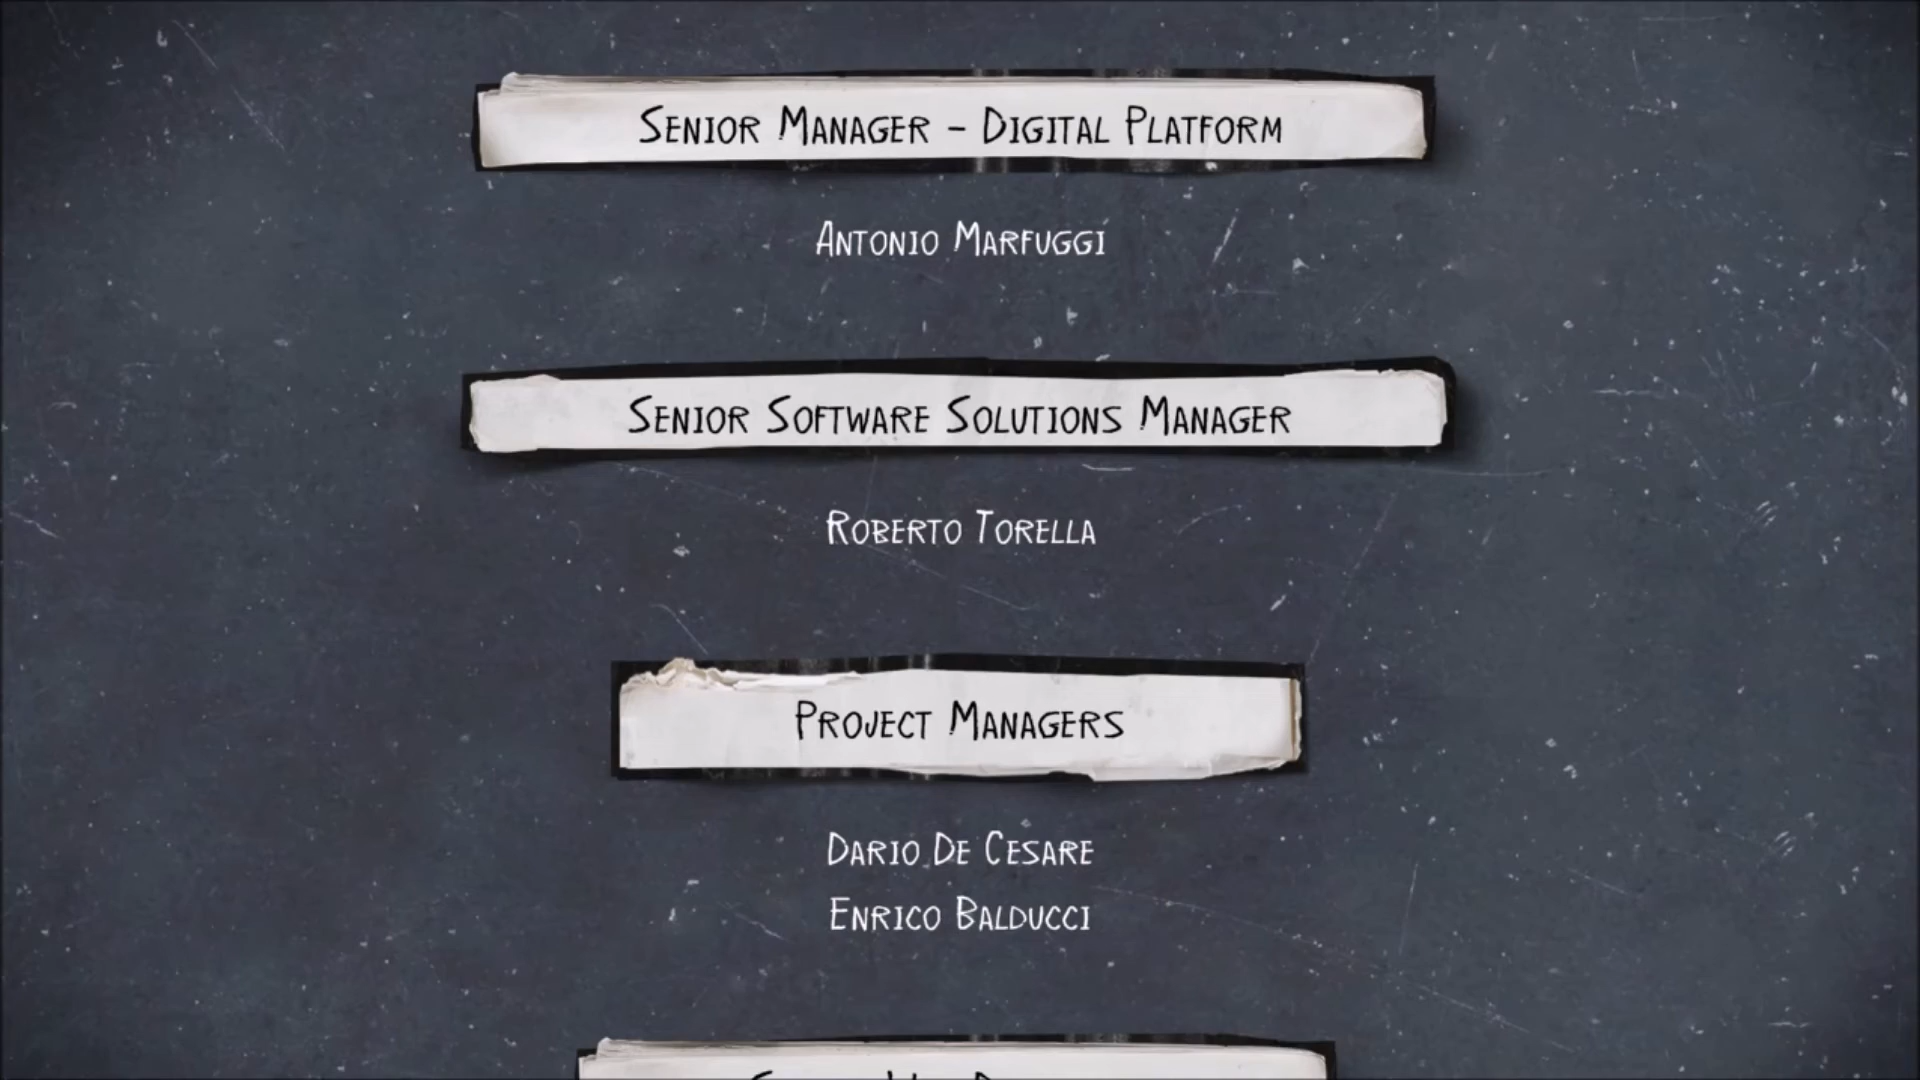 Senior Manager – Digital Platform
Antonio Marfuggi
Senior Software Solutions Manager
Roberto Torella
Project Managers
Dario De Cesare
Enrico Balducci